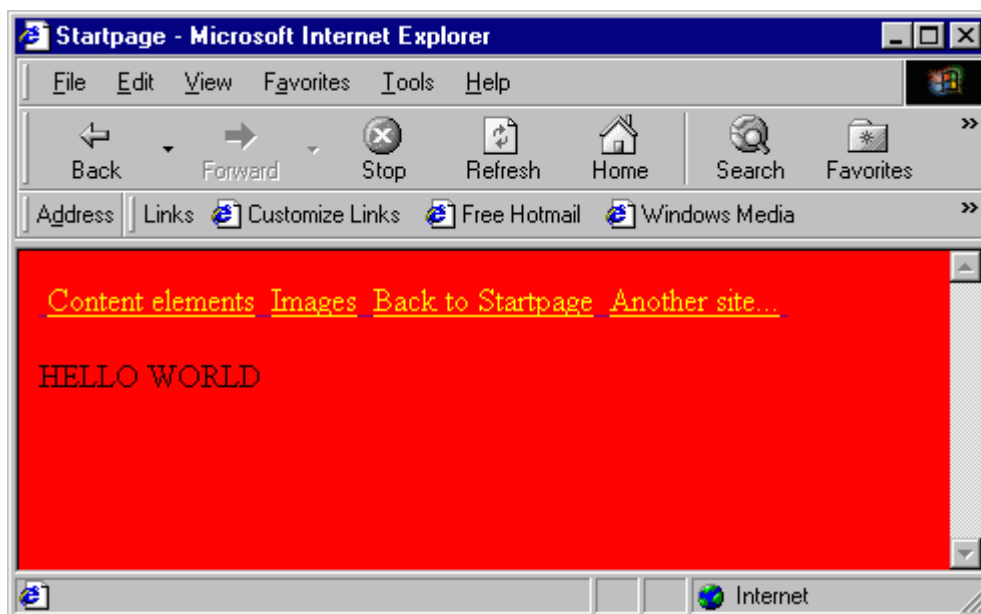 Startpage - Microsoft Internet Explorer
File Edit View Favorites Tools Help
Back Forward Stop Refresh Home Search Favorites »
Address Links Customize Links Free Hotmail Windows Media »
Content elements Images Back to Startpage Another site...
HELLO WORLD
Internet